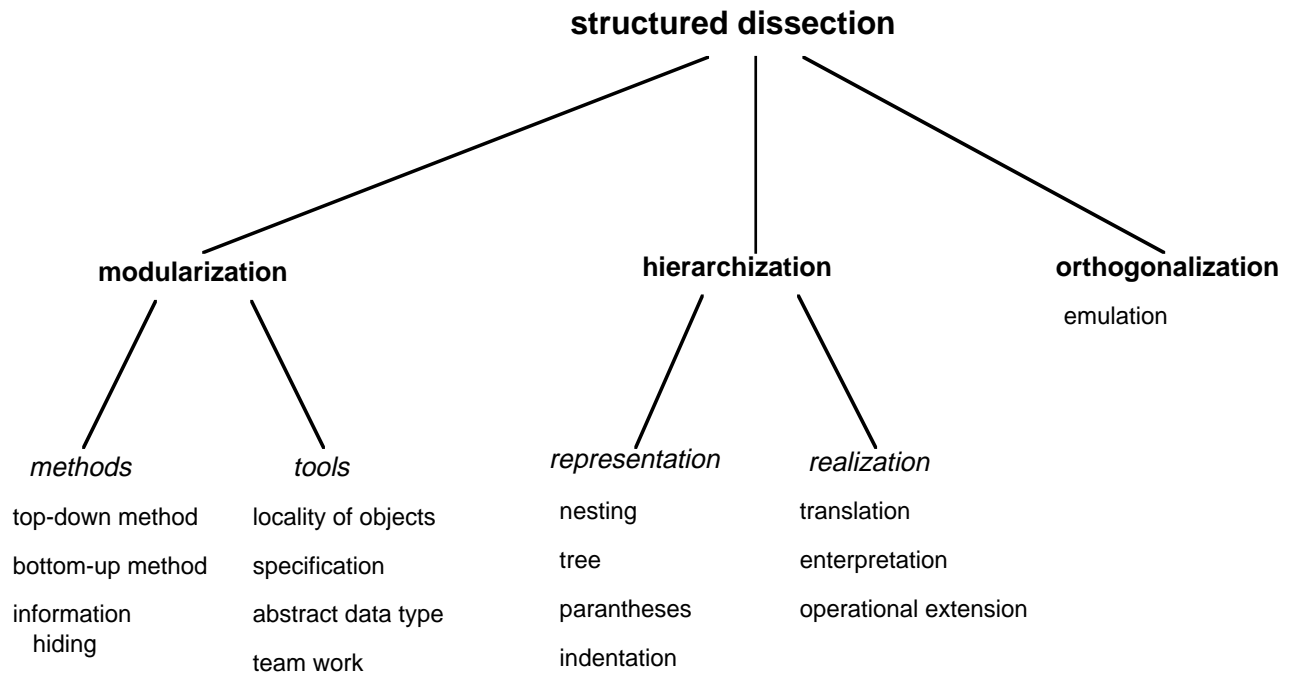 structured dissection
modularization
hierarchization
orthogonalization
emulation
methods
top-down method
bottom-up method
information
hiding
tools
locality of objects
specification
abstract data type
team work
representation
nesting
tree
parantheses
indentation
realization
translation
enterpretation
operational extension